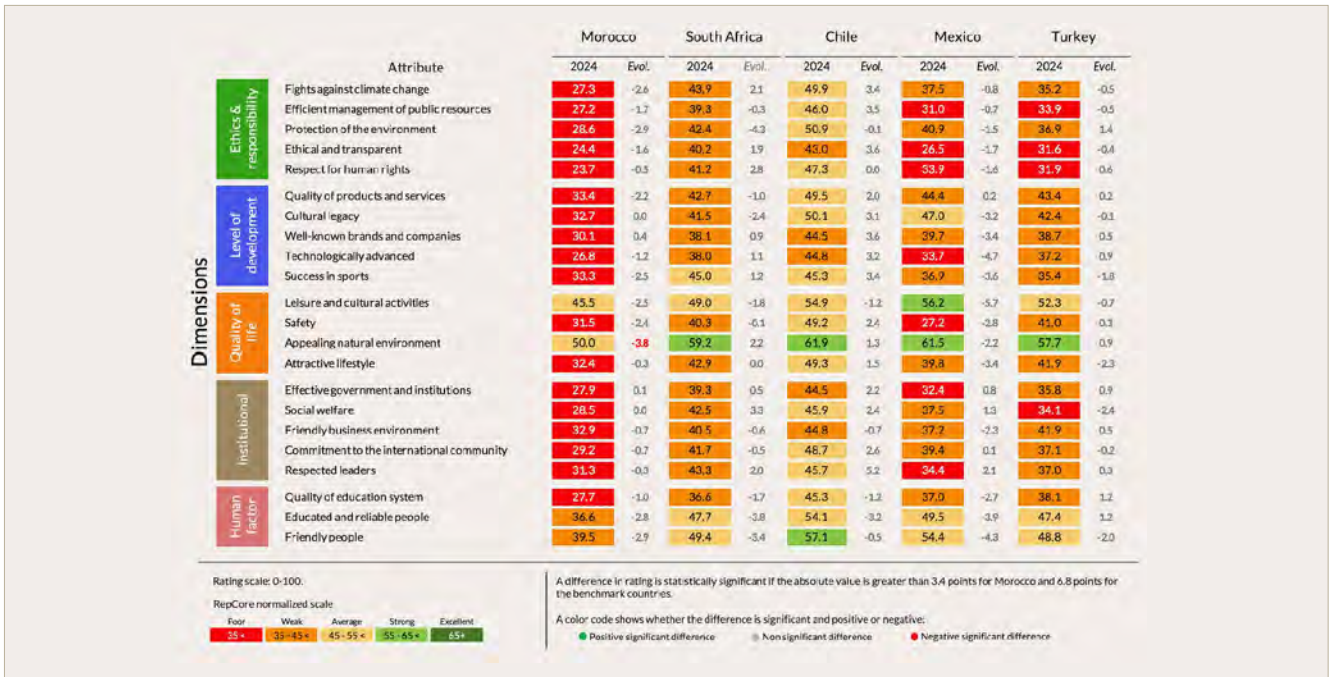 Morocco South Africa Chile Mexico Turkey
Attribute 2024 Evol. 2024 Evol. 2024 Evol. 2024 Evol. 2024 Evol.
Dimensions
Ethics & responsibility
Fights against climate change 27.3 -2.6 43.9 2.1 49.9 3.4 37.5 -0.8 35.2 -0.5
Efficient management of public resources 27.2 -1.7 39.3 -0.3 46.0 3.5 31.0 -0.7 33.9 -0.5
Protection of the environment 28.6 -2.9 42.4 -4.3 50.9 -0.1 40.9 -1.5 36.9 1.4
Ethical and transparent 24.4 -1.6 40.2 1.9 43.0 3.6 26.5 -1.7 31.6 -0.4
Respect for human rights 23.7 -0.5 41.2 2.8 47.3 0.0 33.9 -1.6 31.9 0.6
Level of development
Quality of products and services 33.4 -2.2 42.7 -1.0 49.5 2.0 44.4 0.2 43.4 0.2
Cultural legacy 32.7 0.0 41.5 -2.4 50.1 3.1 47.0 -3.2 42.4 -0.1
Well-known brands and companies 30.1 0.4 38.1 0.9 44.5 3.6 39.7 -3.4 38.7 0.5
Technologically advanced 26.8 -1.2 38.0 1.1 44.8 3.2 33.7 -4.7 37.2 0.9
Success in sports 33.3 -2.5 45.0 1.2 45.3 3.4 36.9 -3.6 35.4 -1.8
Quality of life
Leisure and cultural activities 45.5 -2.5 49.0 -1.8 54.9 -1.2 56.2 -5.7 52.3 -0.7
Safety 31.5 -2.4 40.3 -0.1 49.2 2.4 27.2 -2.8 41.0 0.3
Appealing natural environment 50.0 -3.8 59.2 2.2 61.9 1.3 61.5 -2.2 57.7 0.9
Attractive lifestyle 32.4 -0.3 42.9 0.0 49.3 1.5 39.8 -3.4 41.9 -2.3
Institutional
Effective government and institutions 27.9 0.1 39.3 0.5 44.5 2.2 32.4 0.8 35.8 0.9
Social welfare 28.5 0.0 42.5 3.3 45.9 2.4 37.5 1.3 34.1 -2.4
Friendly business environment 32.9 -0.7 40.5 -0.6 44.8 -0.7 37.2 -2.3 41.9 0.5
Commitment to the international community 29.2 -0.7 41.7 -0.5 48.7 2.6 39.4 0.1 37.1 -0.2
Respected leaders 31.3 -0.3 43.3 2.0 45.7 5.2 34.4 2.1 37.0 0.3
Human factor
Quality of education system 27.7 -1.0 36.6 -1.7 45.3 -1.2 37.0 -2.7 38.1 1.2
Educated and reliable people 36.6 -2.8 47.7 -3.8 54.1 -3.2 49.5 -3.9 47.4 1.2
Friendly people 39.5 -2.9 49.4 -3.4 57.1 -0.5 54.4 -4.3 48.8 -2.0
Rating scale: 0-100.
RepCore normalized scale
Poor Weak Average Strong Excellent
35 < 35 - 45 < 45 - 55 < 55 - 65 < 65+
A difference in rating is statistically significant if the absolute value is greater than 3.4 points for Morocco and 6.8 points for
the benchmark countries.
A color code shows whether the difference is significant and positive or negative:
Positive significant difference Non significant difference Negative significant difference